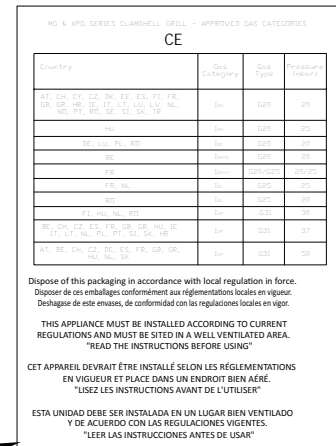 MG & XPG SERIES CLAMSHELL GRILL - APPROVED GAS CATEGORIES
CE
Country Gas Category Gas Type Pressure (mbar)
AT, CH, CY, CZ, DK, EE, ES, FI, FR, GB, GR, HR, IE, IT, LT, LU, LV, NL, NO, PT, RO, SE, SI, SK, TR G20 20
HU G20 25
DE, LU, PL, RO G20 20
BE G20 20
FR G20/G25 20/25
FR, NL G25 25
RO G25 20
FI, HU, NL, RO G31 30
BE, CH, CZ, ES, FR, GB, GR, HU, IE IT, LT, NL, PL, PT, SI, SK, HR G31 37
AT, BE, CH, CZ, DE, ES, FR, GB, GR, HU, NL, SK G31 50
Dispose of this packaging in accordance with local regulation in force.
Disposer de ces emballages conformément aux réglementations locales en vigueur.
Deshagase de este envases, de conformidad con las regulaciones locales en vigor.
THIS APPLIANCE MUST BE INSTALLED ACCORDING TO CURRENT
REGULATIONS AND MUST BE SITED IN A WELL VENTILATED AREA.
"READ THE INSTRUCTIONS BEFORE USING"
CET APPAREIL DEVRAIT ÊTRE INSTALLÉ SELON LES RÉGLEMENTATIONS
EN VIGUEUR ET PLACE DANS UN ENDROIT BIEN AÉRÉ.
"LISEZ LES INSTRUCTIONS AVANT DE L'UTILISER"
ESTA UNIDAD DEBE SER INSTALADA EN UN LUGAR BIEN VENTILADO
Y DE ACUERDO CON LAS REGULACIONES VIGENTES.
"LEER LAS INSTRUCCIONES ANTES DE USAR"